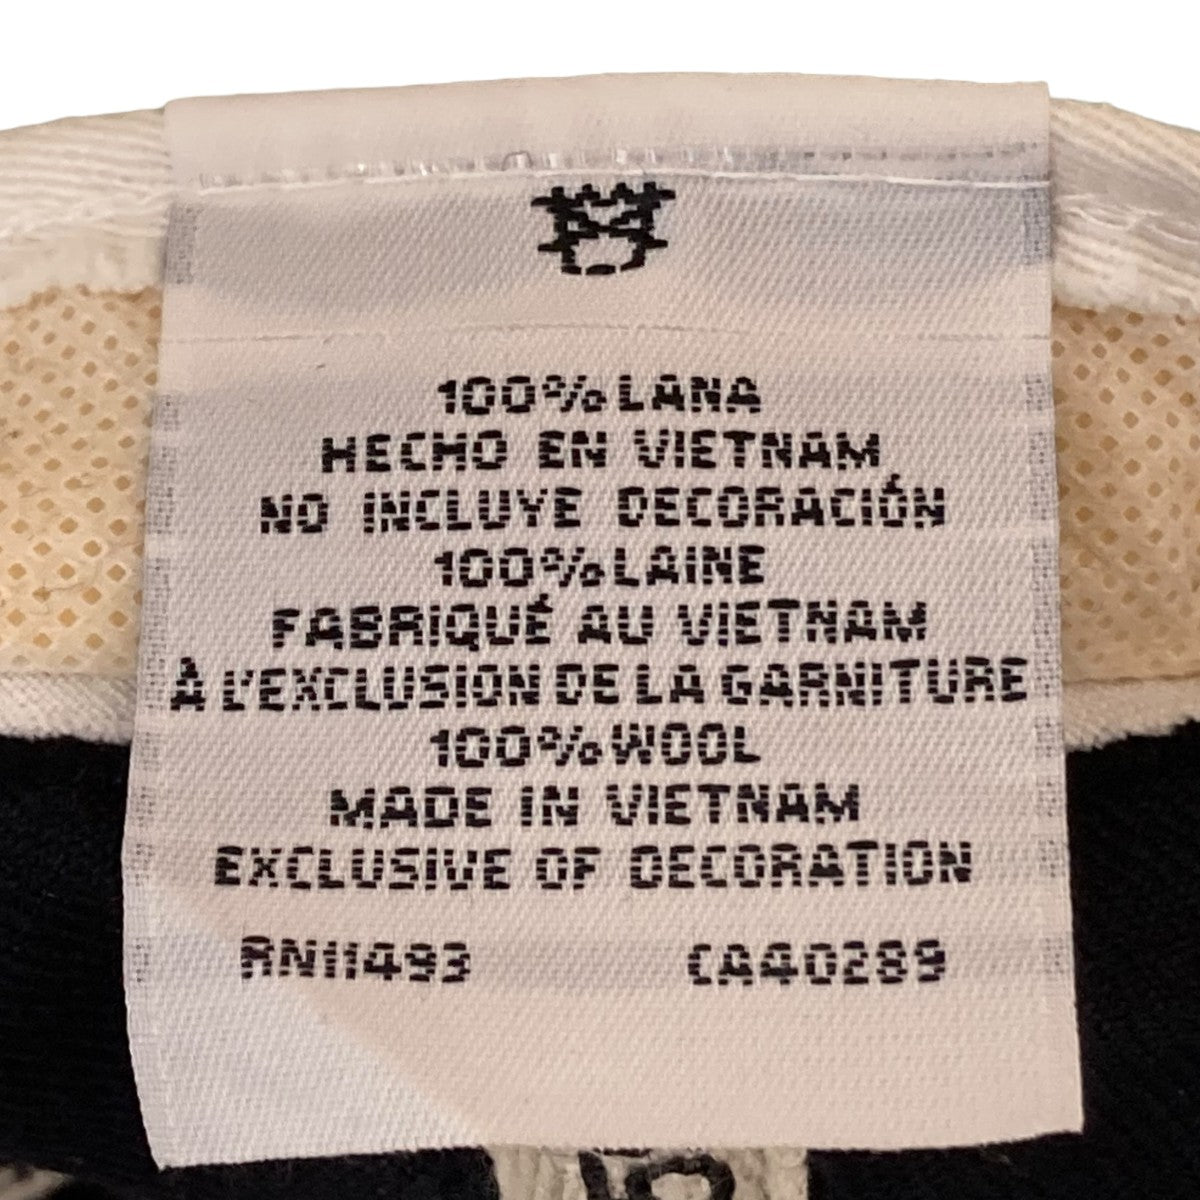 100% LANA
HECHO EN VIETNAM
NO INCLUYE DECORACIÓN
100% LAINE
FABRIQUÉ AU VIETNAM
À L'EXCLUSION DE LA GARNITURE
100% WOOL
MADE IN VIETNAM
EXCLUSIVE OF DECORATION
RN11493 CA40289